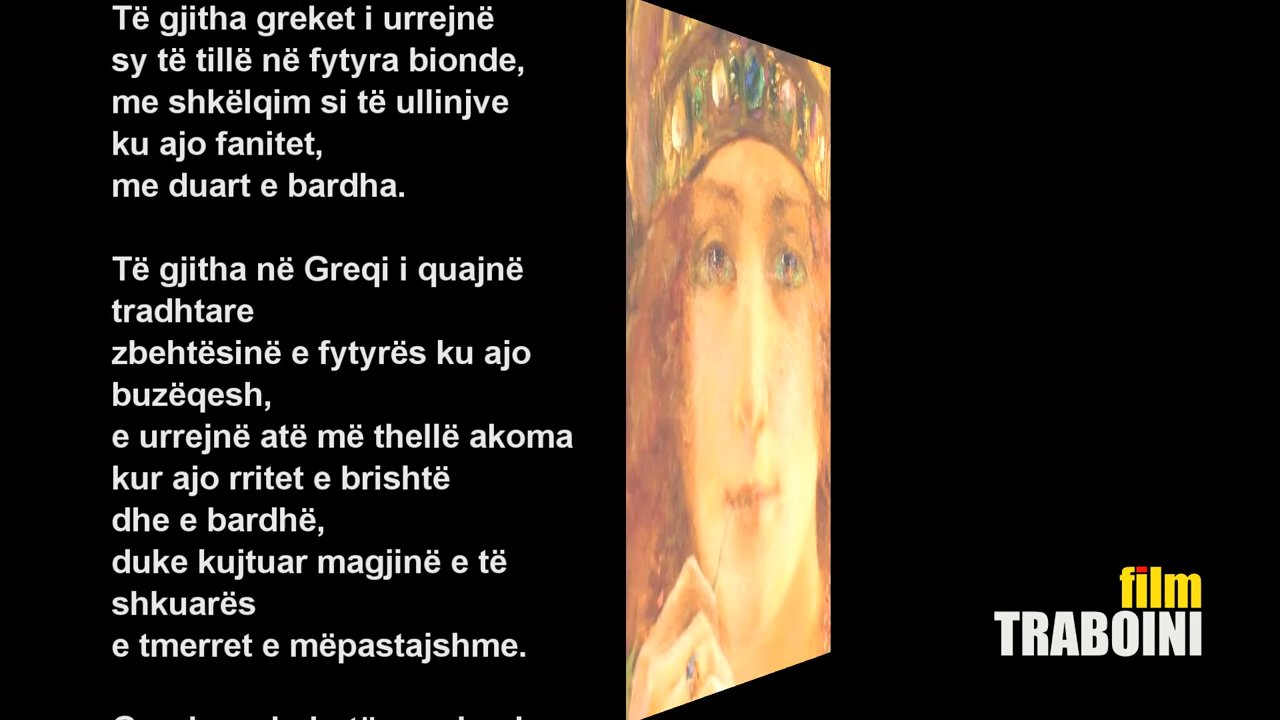 Të gjitha greket i urrejnë
sy të tillë në fytyra bionde,
me shkëlqim si të ullinjve
ku ajo fanitet,
me duart e bardha.
Të gjitha në Greqi i quajnë
tradhtare
zbehtësinë e fytyrës ku ajo
buzëqesh,
e urrejnë atë më thellë akoma
kur ajo rritet e brishtë
dhe e bardhë,
duke kujtuar magjinë e të
shkuarës
e tmerret e mëpastajshme.
film
TRABOINI